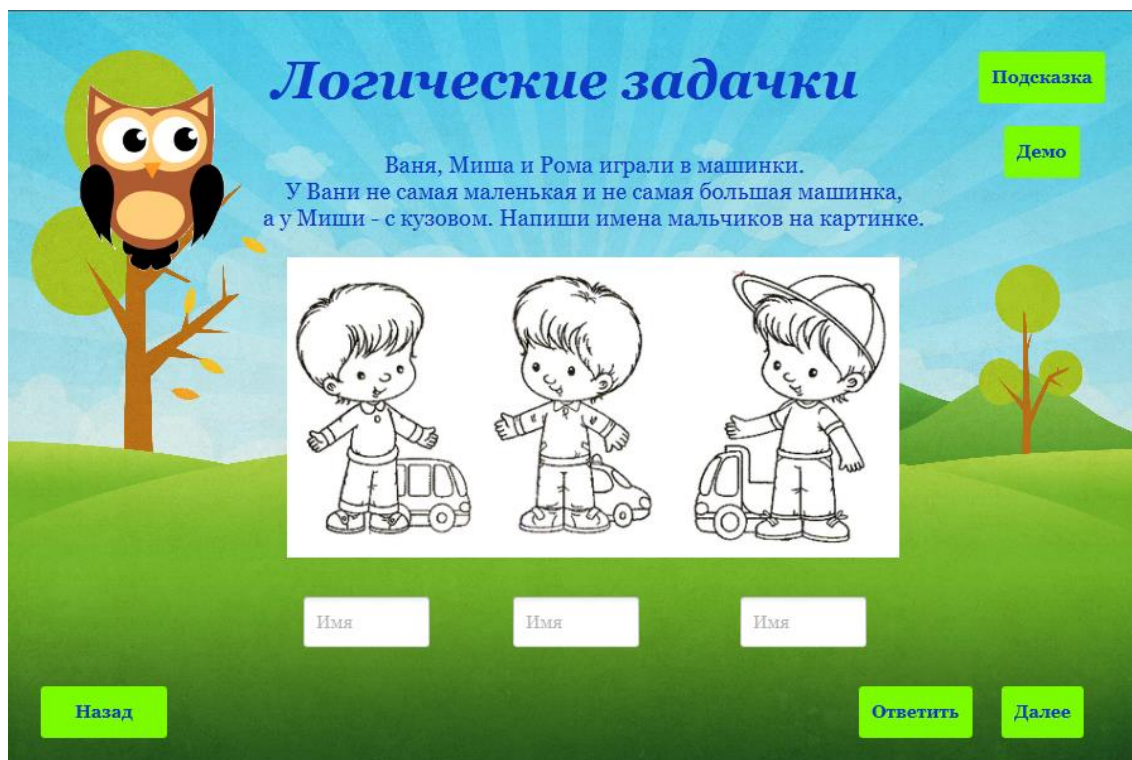 Логические задачки
Подсказка
Демо
Ваня, Миша и Рома играли в машинки.
У Вани не самая маленькая и не самая большая машинка,
а у Миши - с кузовом. Напиши имена мальчиков на картинке.
Имя
Имя
Имя
Назад
Ответить
Далее